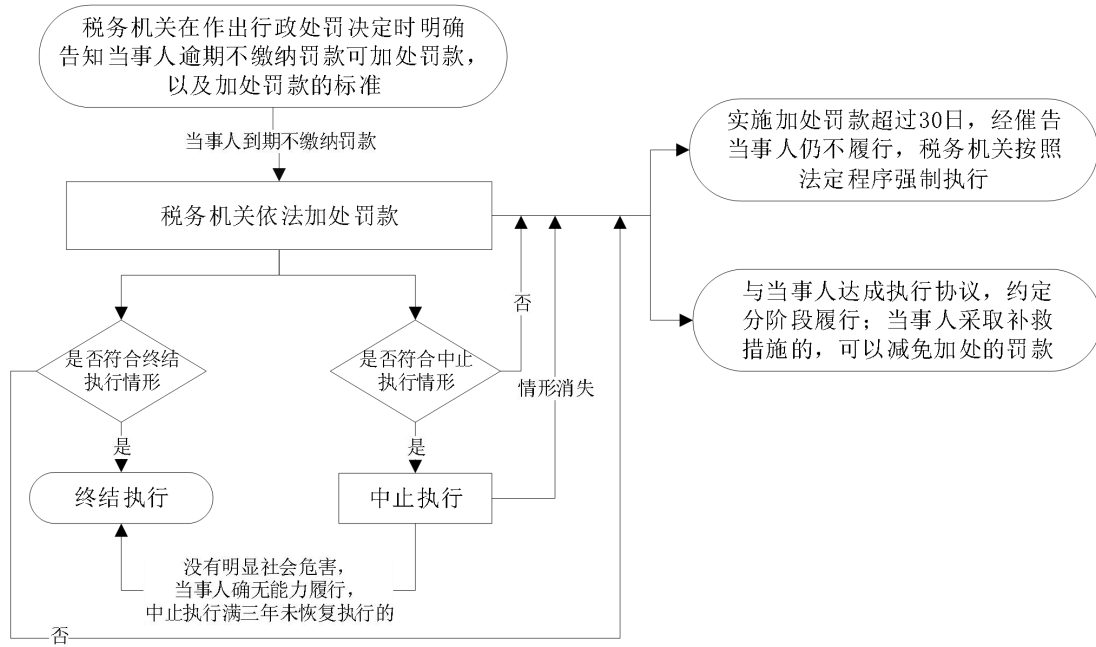 税务机关在作出行政处罚决定时明确
告知当事人逾期不缴纳罚款可加处罚款，
以及加处罚款的标准
当事人到期不缴纳罚款
税务机关依法加处罚款
实施加处罚款超过30日，经催告
当事人仍不履行，税务机关按照
法定程序强制执行
与当事人达成执行协议，约定
分阶段履行；当事人采取补救
措施的，可以减免加处的罚款
否
是否符合终结
执行情形
是否符合中止
执行情形
情形消失
是
是
终结执行
中止执行
没有明显社会危害，
当事人确无能力履行，
中止执行满三年未恢复执行的
否